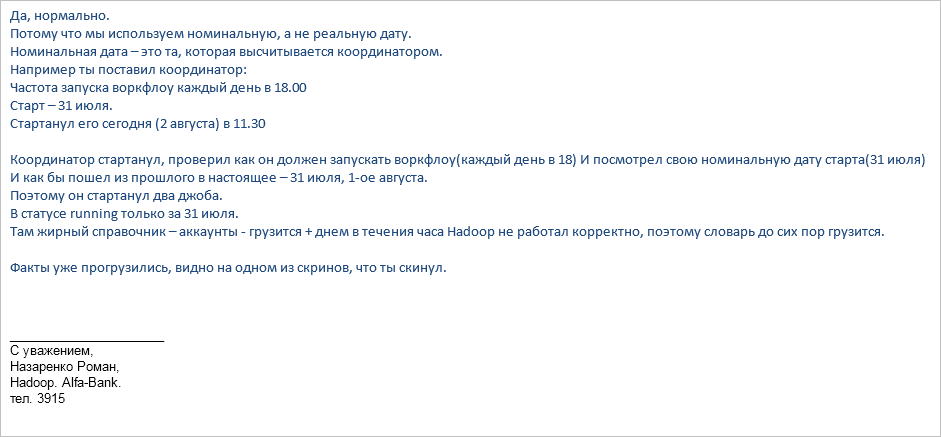 Да, нормально.
Потому что мы используем номинальную, а не реальную дату.
Номинальная дата – это та, которая высчитывается координатором.
Например ты поставил координатор:
Частота запуска воркфлоу каждый день в 18.00
Старт – 31 июля.
Стартанул его сегодня (2 августа) в 11.30
Координатор стартанул, проверил как он должен запускать воркфлоу(каждый день в 18) И посмотрел свою номинальную дату старта(31 июля)
И как бы пошел из прошлого в настоящее – 31 июля, 1-ое августа.
Поэтому он стартанул два джоба.
В статусе running только за 31 июля.
Там жирный справочник – аккаунты - грузится + днем в течения часа Hadoop не работал корректно, поэтому словарь до сих пор грузится.
Факты уже прогрузились, видно на одном из скринов, что ты скинул.
С уважением,
Назаренко Роман,
Hadoop. Alfa-Bank.
тел. 3915